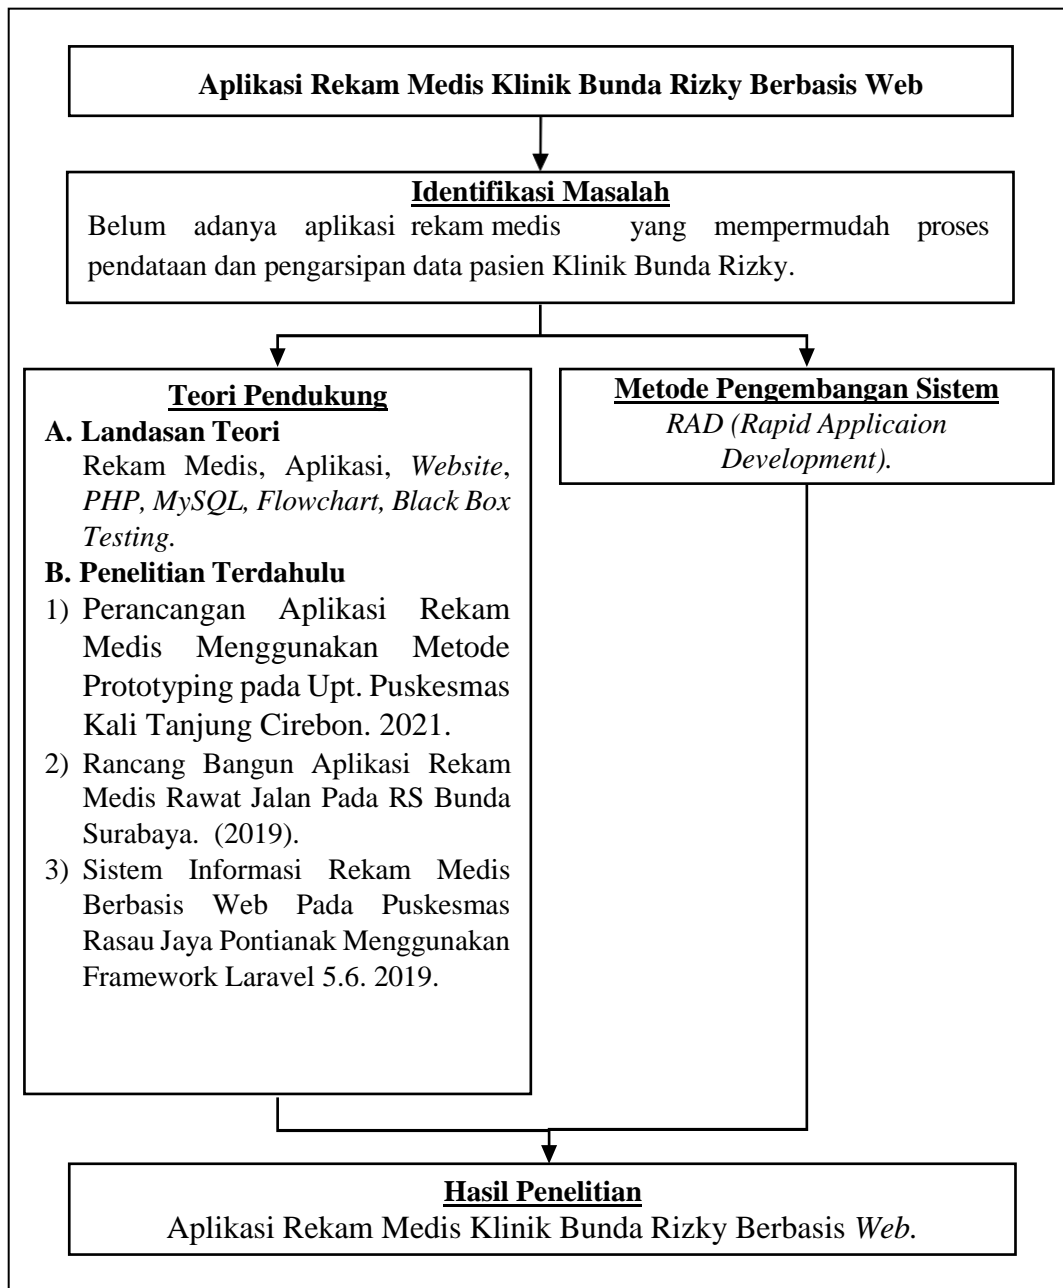 Aplikasi Rekam Medis Klinik Bunda Rizky Berbasis Web
Identifikasi Masalah
Belum adanya aplikasi rekam medis yang mempermudah proses
pendataan dan pengarsipan data pasien Klinik Bunda Rizky.
Teori Pendukung
A. Landasan Teori
Rekam Medis, Aplikasi, Website,
PHP, MySQL, Flowchart, Black Box
Testing.
B. Penelitian Terdahulu
1) Perancangan Aplikasi Rekam
Medis Menggunakan Metode
Prototyping pada Upt. Puskesmas
Kali Tanjung Cirebon. 2021.
2) Rancang Bangun Aplikasi Rekam
Medis Rawat Jalan Pada RS Bunda
Surabaya. (2019).
3) Sistem Informasi Rekam Medis
Berbasis Web Pada Puskesmas
Rasau Jaya Pontianak Menggunakan
Framework Laravel 5.6. 2019.
Metode Pengembangan Sistem
RAD (Rapid Applicaion
Development).
Hasil Penelitian
Aplikasi Rekam Medis Klinik Bunda Rizky Berbasis Web.